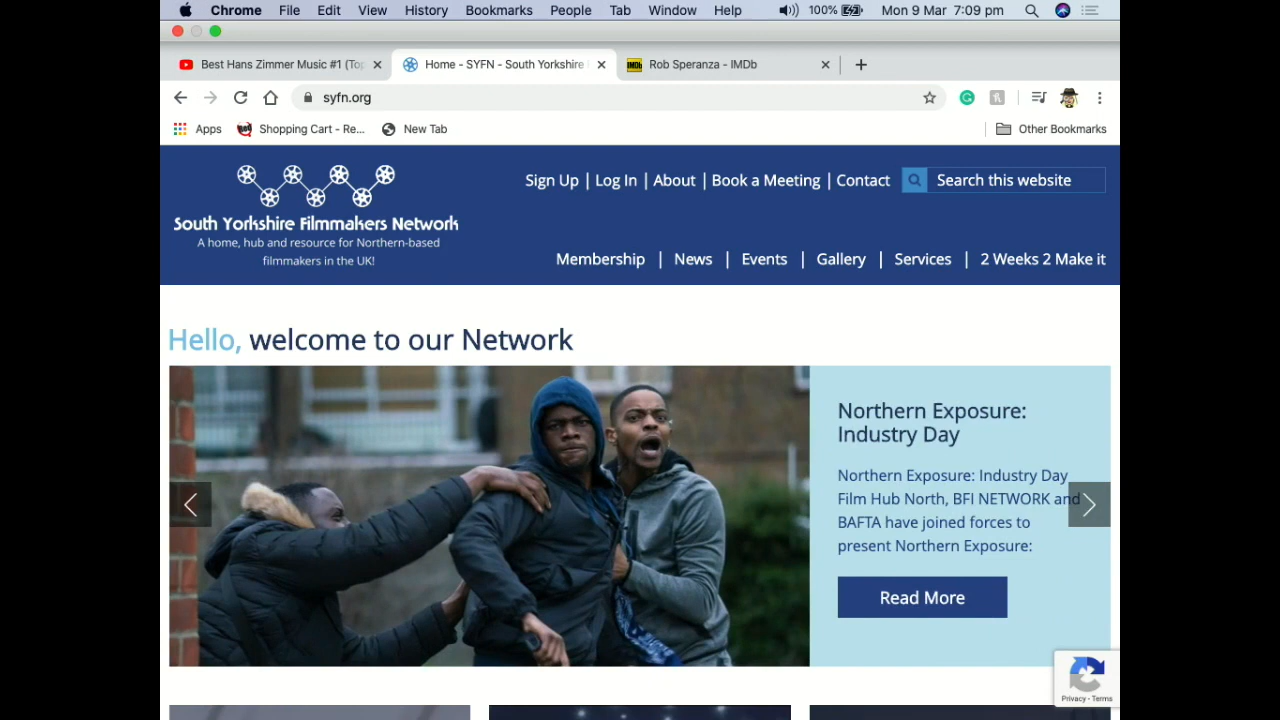 Chrome File Edit View History Bookmarks People Tab Window Help 100% Mon 9 Mar 7:09 pm
Best Hans Zimmer Music #1 (Top Home - SYFN - South Yorkshire IMDb Rob Speranza - IMDb
syfn.org
Apps Shopping Cart - Re... New Tab Other Bookmarks
Sign Up | Log In | About | Book a Meeting | Contact Search this website
South Yorkshire Filmmakers Network
A home, hub and resource for Northern-based
filmmakers in the UK!
Membership | News | Events | Gallery | Services | 2 Weeks 2 Make it
Hello, welcome to our Network
Northern Exposure:
Industry Day
Northern Exposure: Industry Day
Film Hub North, BFI NETWORK and
BAFTA have joined forces to
present Northern Exposure:
Read More
Privacy - Terms